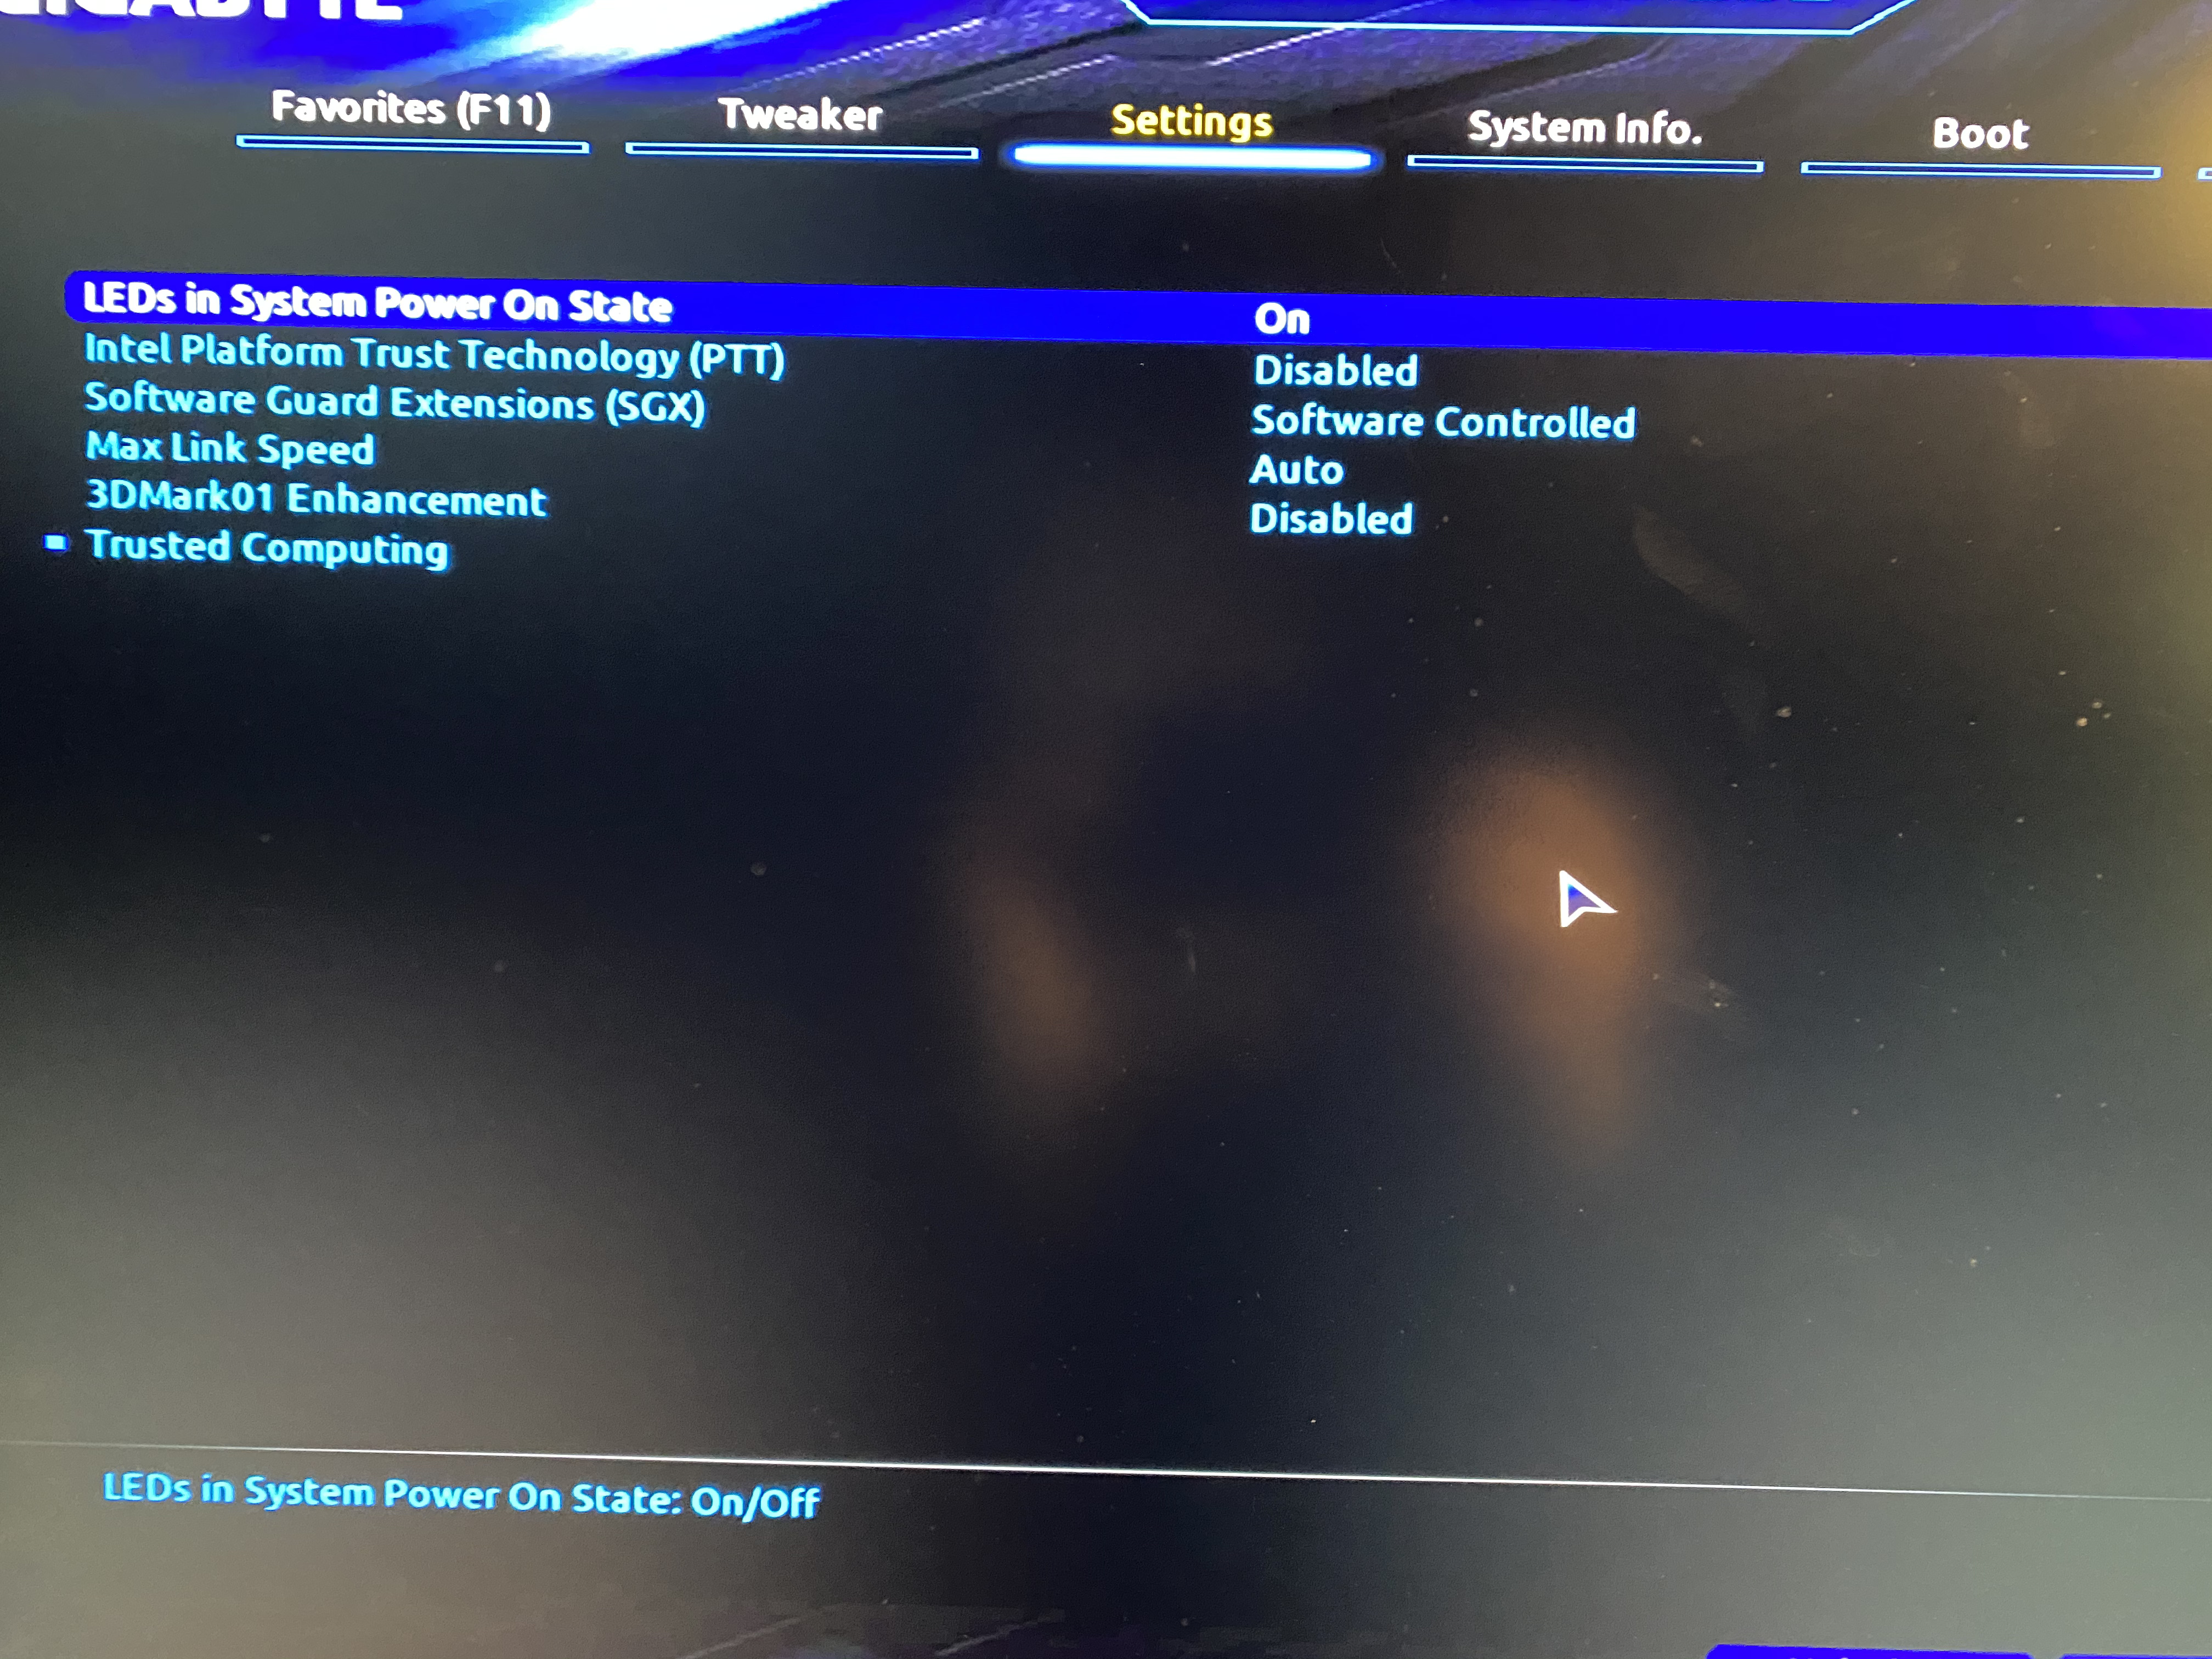 GIGABYTE
Favorites (F11) Tweaker Settings System Info. Boot
LEDs in System Power On State On
Intel Platform Trust Technology (PTT) Disabled
Software Guard Extensions (SGX) Software Controlled
Max Link Speed Auto
3DMark01 Enhancement Disabled
Trusted Computing
LEDs in System Power On State: On/Off